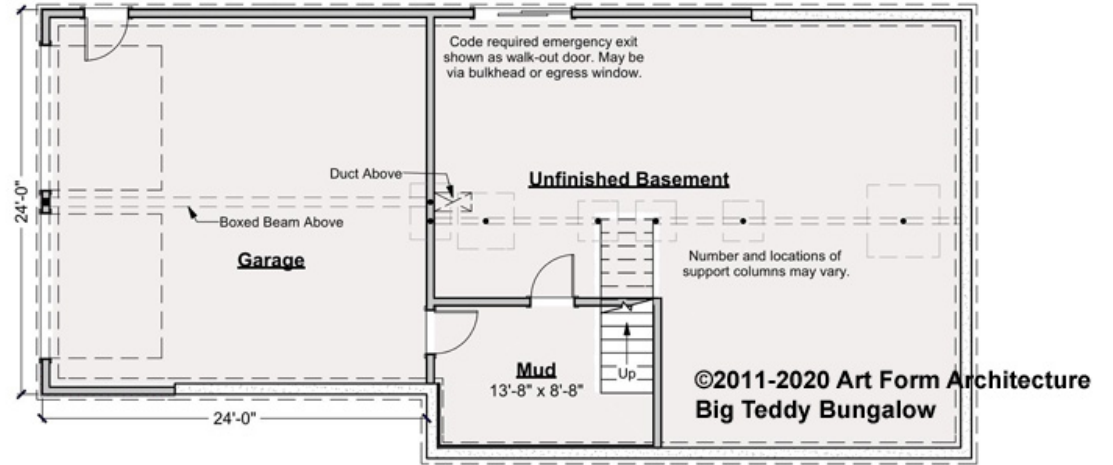 Code required emergency exit
shown as walk-out door. May be
via bulkhead or egress window.
Duct Above
Unfinished Basement
24'-0"
Boxed Beam Above
Garage
Number and locations of
support columns may vary.
Mud
13'-8" x 8'-8"
Up
24'-0"
©2011-2020 Art Form Architecture
Big Teddy Bungalow